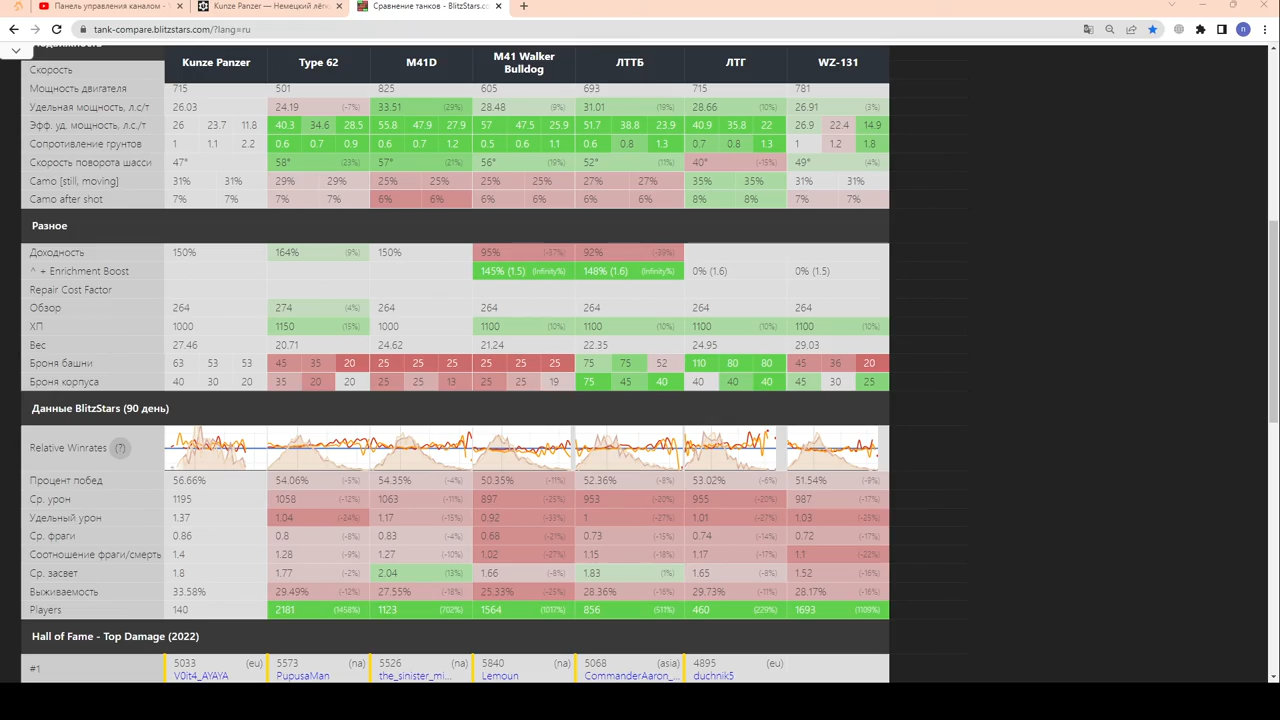 Панель управления каналом -
Kunze Panzer — Немецкий лёгк
Сравнение танков - BlitzStars.co
tank-compare.blitzstars.com/?lang=ru
Kunze Panzer Type 62 M41D M41 Walker Bulldog ЛТТБ ЛТГ WZ-131
Скорость
Мощность двигателя 715 501 825 605 693 715 781
Удельная мощность, л.с/т 26.03 24.19 (-7%) 33.51 (29%) 28.48 (9%) 31.01 (19%) 28.66 (10%) 26.91 (3%)
Эфф. уд. мощность, л.с./т 26 23.7 11.8 40.3 34.6 28.5 55.8 47.9 27.9 57 47.5 25.9 51.7 38.8 23.9 40.9 35.8 22 26.9 22.4 14.9
Сопротивление грунтов 1 1.1 2.2 0.6 0.7 0.9 0.6 0.7 1.2 0.5 0.6 1.1 0.6 0.8 1.3 0.7 0.8 1.3 1 1.2 1.8
Скорость поворота шасси 47° 58° (23%) 57° (21%) 56° (19%) 52° (11%) 40° (-15%) 49° (4%)
Camo [still, moving] 31% 31% 29% 29% 25% 25% 25% 25% 27% 27% 35% 35% 31% 31%
Camo after shot 7% 7% 7% 7% 6% 6% 6% 6% 6% 6% 8% 8% 7% 7%
Разное
Доходность 150% 164% (9%) 150% 95% (-37%) 92% (-39%)
^ + Enrichment Boost 145% (1.5) (Infinity%) 148% (1.6) (Infinity%) 0% (1.6) 0% (1.5)
Repair Cost Factor
Обзор 264 274 (4%) 264 264 264 264 264
ХП 1000 1150 (15%) 1000 1100 (10%) 1100 (10%) 1100 (10%) 1100 (10%)
Вес 27.46 20.71 24.62 21.24 22.35 24.95 29.03
Броня башни 63 53 53 45 35 20 25 25 25 25 25 25 75 75 52 110 80 80 45 36 20
Броня корпуса 40 30 20 35 20 20 25 25 13 25 25 19 75 45 40 40 40 40 45 30 25
Данные BlitzStars (90 день)
Relative Winrates (?)
Процент побед 56.66% 54.06% (-5%) 54.35% (-4%) 50.35% (-11%) 52.36% (-8%) 53.02% (-6%) 51.54% (-9%)
Ср. урон 1195 1058 (-12%) 1063 (-11%) 897 (-25%) 953 (-20%) 955 (-20%) 987 (-17%)
Удельный урон 1.37 1.04 (-24%) 1.17 (-15%) 0.92 (-33%) 1 (-27%) 1.01 (-27%) 1.03 (-25%)
Ср. фраги 0.86 0.8 (-8%) 0.83 (-4%) 0.68 (-21%) 0.73 (-15%) 0.74 (-14%) 0.72 (-17%)
Соотношение фраги/смерть 1.4 1.28 (-9%) 1.27 (-10%) 1.02 (-27%) 1.15 (-18%) 1.17 (-17%) 1.1 (-22%)
Ср. засвет 1.8 1.77 (-2%) 2.04 (13%) 1.66 (-8%) 1.83 (1%) 1.65 (-8%) 1.52 (-16%)
Выживаемость 33.58% 29.49% (-12%) 27.55% (-18%) 25.33% (-25%) 28.36% (-16%) 29.73% (-11%) 28.17% (-16%)
Players 140 2181 (1458%) 1123 (702%) 1564 (1017%) 856 (511%) 460 (229%) 1693 (1109%)
Hall of Fame - Top Damage (2022)
#1 5033 (eu) 5573 (na) 5526 (na) 5840 (na) 5068 (asia) 4895 (eu)
V0it4_AYAYA PupusaMan the_sinister_mi... Lemoun CommanderAaron_... duchnik5